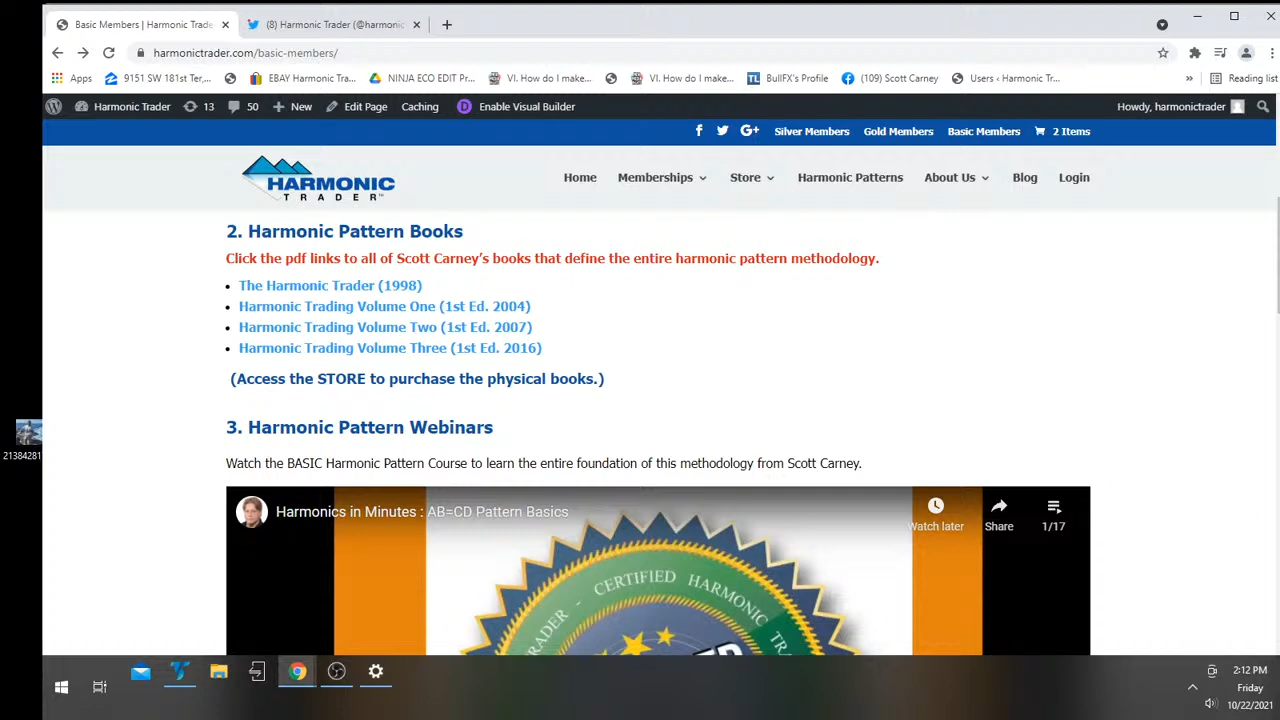 Basic Members | Harmonic Trade
(8) Harmonic Trader (@harmonic
harmonictrader.com/basic-members/
Apps
9151 SW 181st Ter,...
EBAY Harmonic Tra...
NINJA ECO EDIT Pr...
VI. How do I make...
VI. How do I make...
BullFX's Profile
(109) Scott Carney
Users ‹ Harmonic Tr...
»
Reading list
Harmonic Trader
13
50
New
Edit Page
Caching
D
Enable Visual Builder
Howdy, harmonictrader
Silver Members
Gold Members
Basic Members
2 Items
HARMONIC
TRADER™
Home
Memberships
Store
Harmonic Patterns
About Us
Blog
Login
2. Harmonic Pattern Books
Click the pdf links to all of Scott Carney’s books that define the entire harmonic pattern methodology.
• The Harmonic Trader (1998)
• Harmonic Trading Volume One (1st Ed. 2004)
• Harmonic Trading Volume Two (1st Ed. 2007)
• Harmonic Trading Volume Three (1st Ed. 2016)
(Access the STORE to purchase the physical books.)
3. Harmonic Pattern Webinars
Watch the BASIC Harmonic Pattern Course to learn the entire foundation of this methodology from Scott Carney.
Harmonics in Minutes : AB=CD Pattern Basics
Watch later
Share
1/17
TRADER - CERTIFIED HARMONIC TRA
21384281
2:12 PM
Friday
10/22/2021